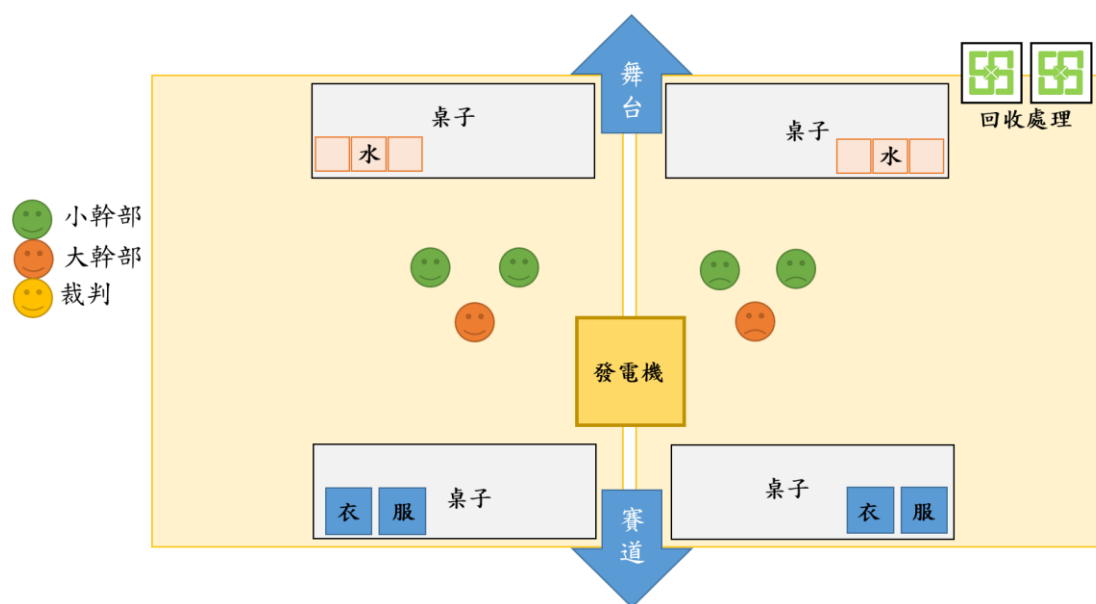 舞台
桌子
水
桌子
水
回收處理
小幹部
大幹部
裁判
發電機
桌子
衣 服
桌子
衣 服
賽道